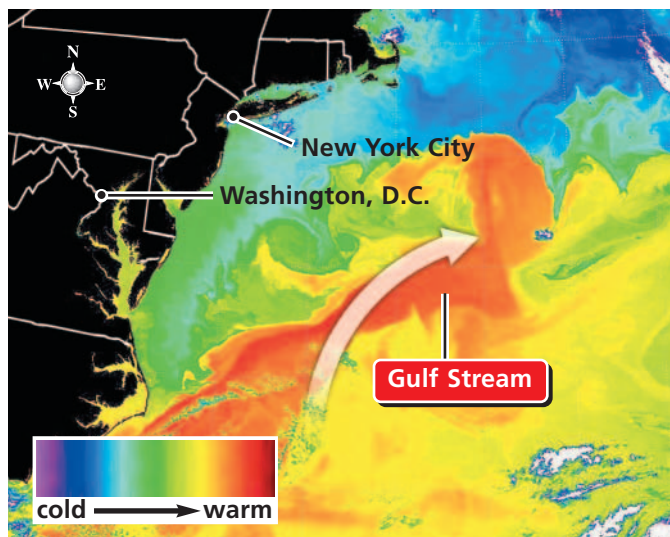 N
W E
S
New York City
Washington, D.C.
Gulf Stream
cold warm